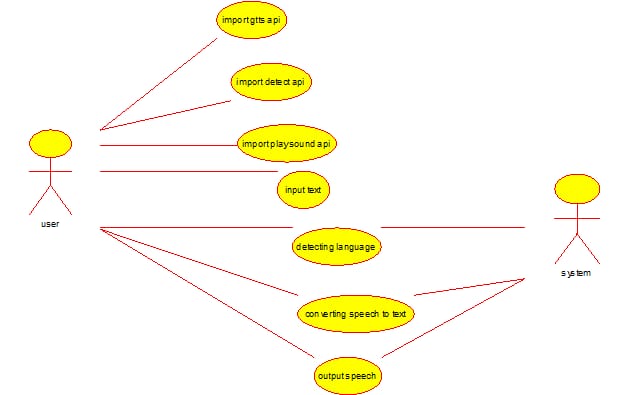 import gtts api
import detect api
import playsound api
input text
user
detecting language
system
converting speech to text
output speech